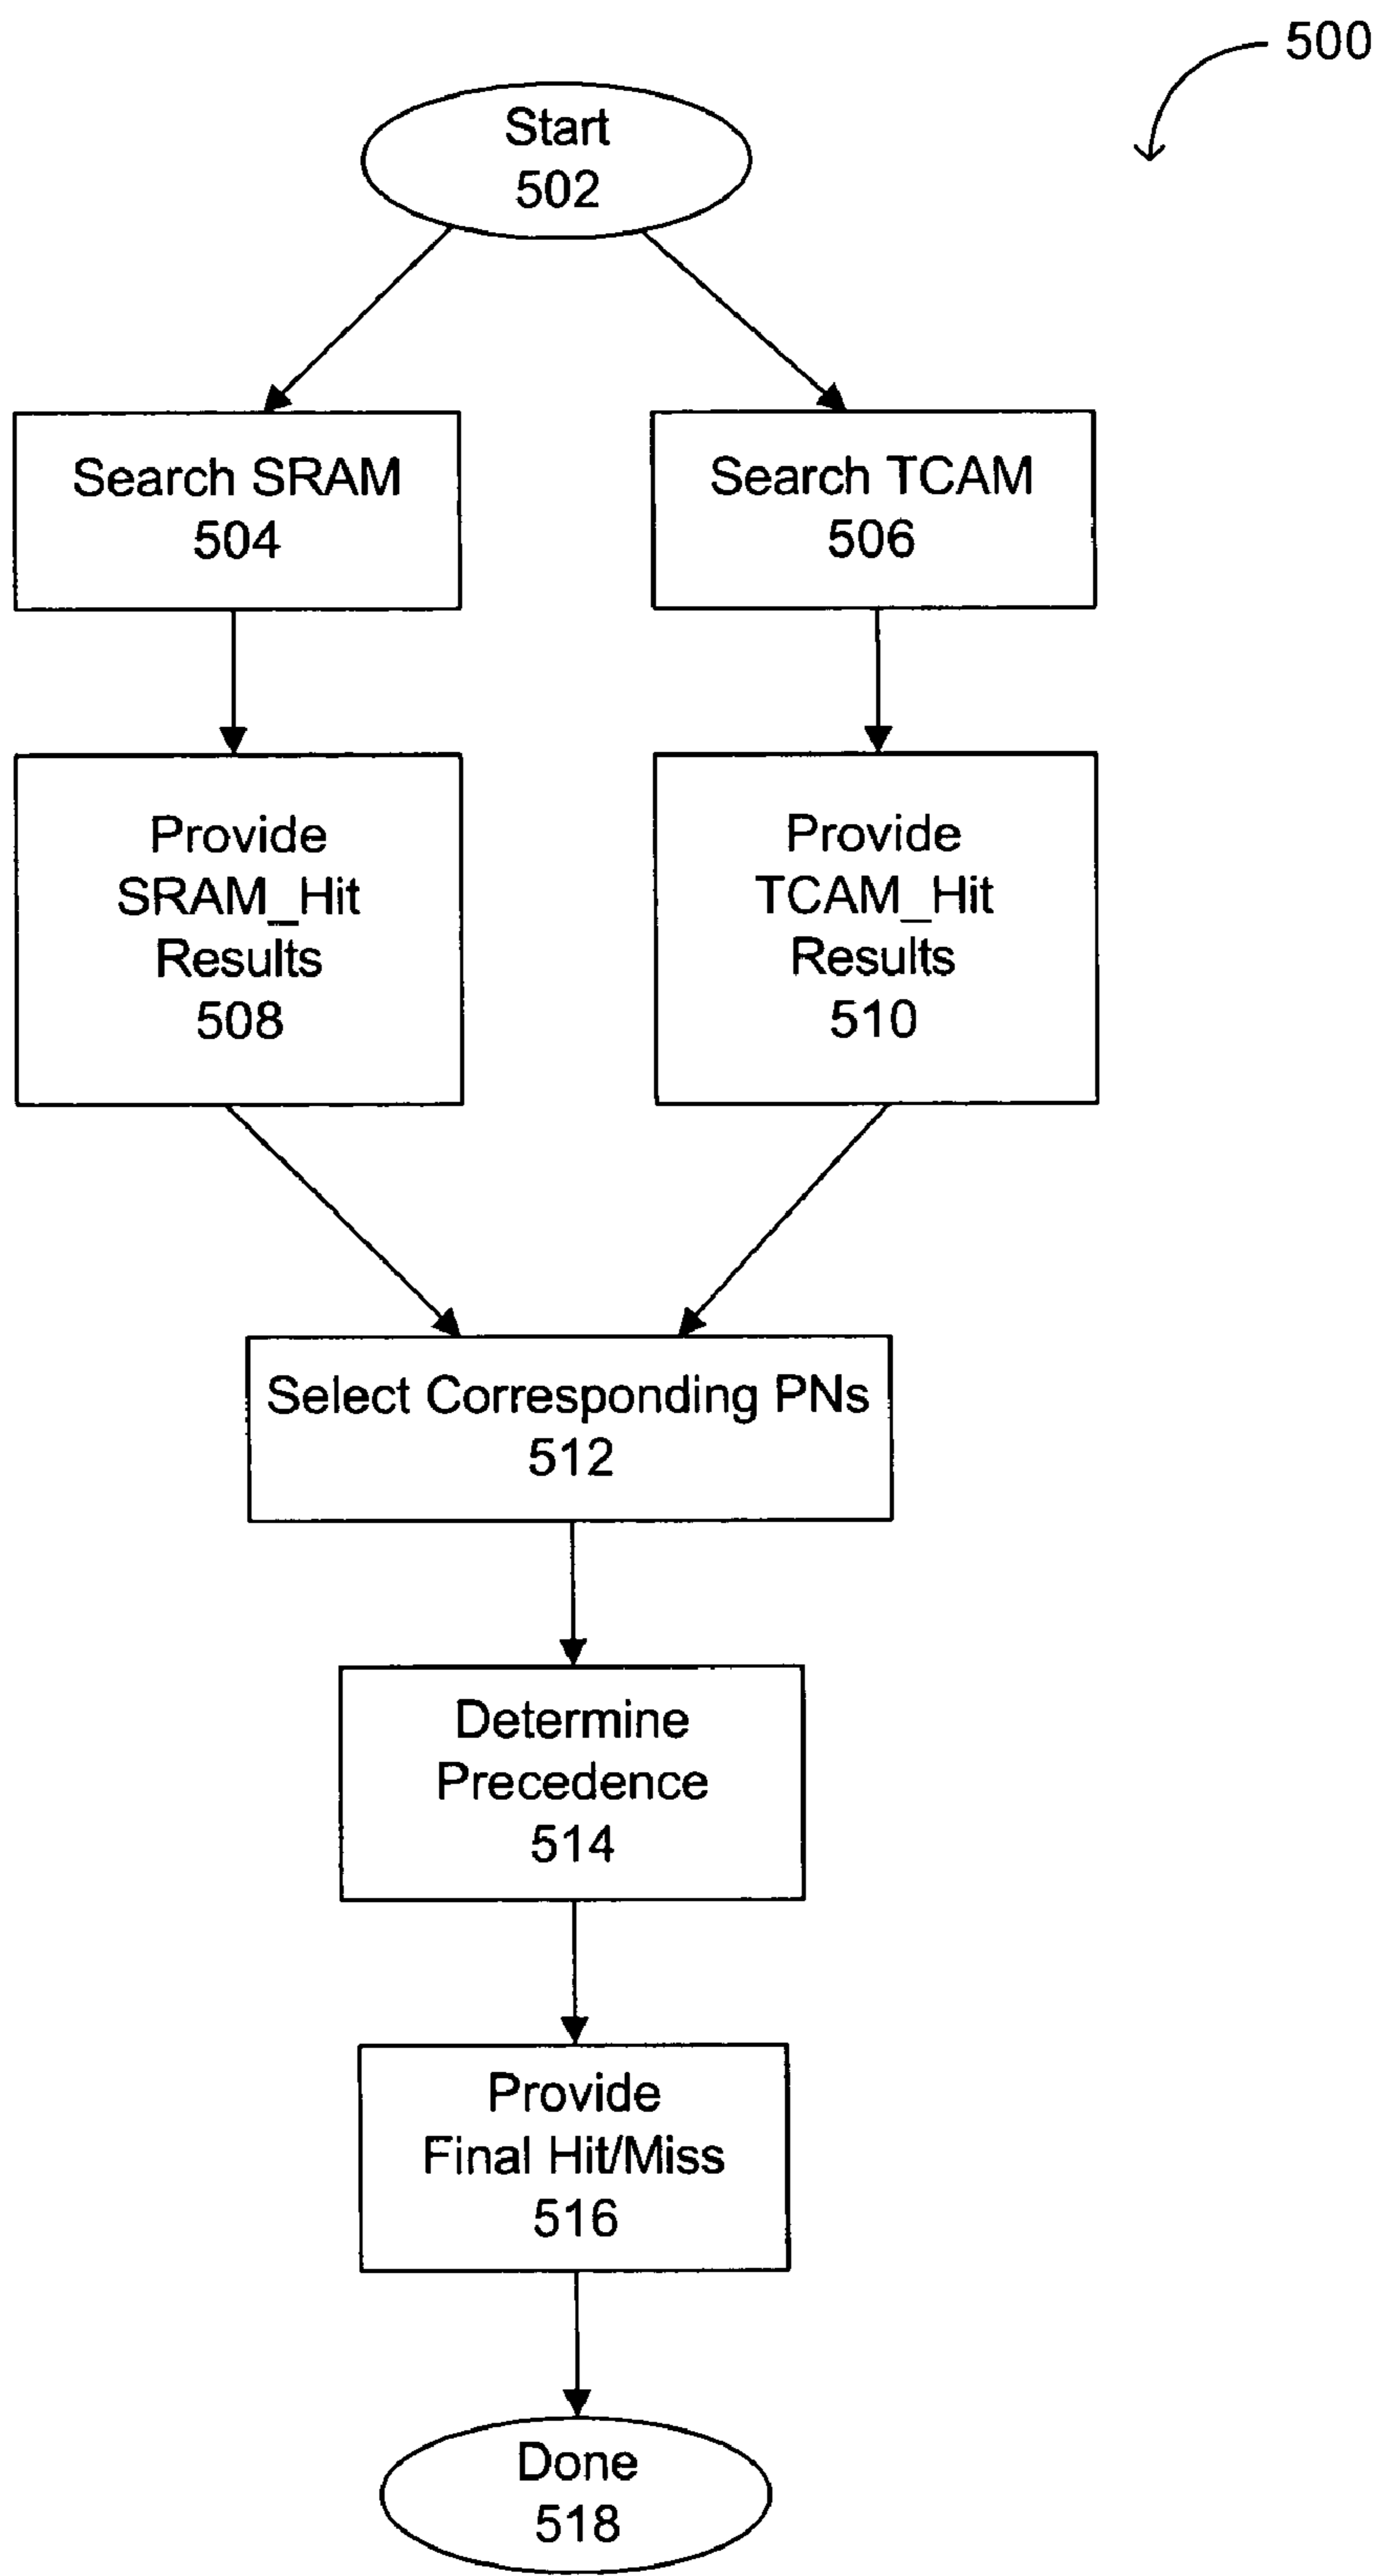 500
Start
502
Search SRAM
504
Search TCAM
506
Provide
SRAM_Hit
Results
508
Provide
TCAM_Hit
Results
510
Select Corresponding PNs
512
Determine
Precedence
514
Provide
Final Hit/Miss
516
Done
518